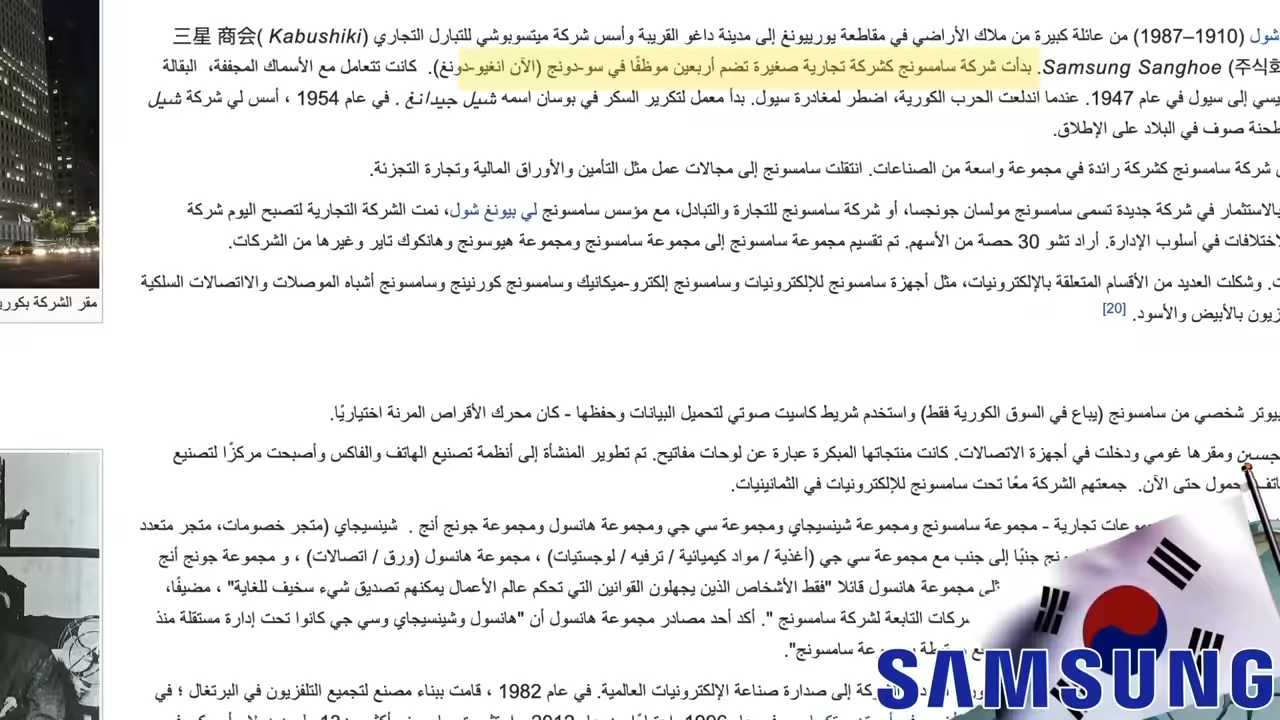 شول (1910–1987) من عائلة كبيرة من ملاك الأراضي في مقاطعة يورييونغ إلى مدينة داغو القريبة وأسس شركة ميتسوبوشي للتبارل التجاري (Kabushiki )三星 商会
Samsung Sanghoe (주식회. بدأت شركة سامسونج كشركة تجارية صغيرة تضم أربعين موظفًا في سو-دونج (الآن انغيو-دونغ). كانت تتعامل مع الأسماك المجففة، البقالة
يسي إلى سيول في عام 1947. عندما اندلعت الحرب الكورية، اضطر لمغادرة سيول. بدأ معمل لتكرير السكر في بوسان اسمه شيل جيدانغ . في عام 1954 ، أسس لي شركة شيل
طحنة صوف في البلاد على الإطلاق.
شركة سامسونج كشركة رائدة في مجموعة واسعة من الصناعات. انتقلت سامسونج إلى مجالات عمل مثل التأمين والأوراق المالية وتجارة التجزئة.
بالاستثمار في شركة جديدة تسمى سامسونج مولسان جونجسا، أو شركة سامسونج للتجارة والتبادل، مع مؤسس سامسونج لي بيونغ شول، نمت الشركة التجارية لتصبح اليوم شركة
لاختلافات في أسلوب الإدارة. أراد تشو 30 حصة من الأسهم. تم تقسيم مجموعة سامسونج إلى مجموعة سامسونج ومجموعة هيوسونج وهانكوك تاير وغيرها من الشركات.
ت. وشكلت العديد من الأقسام المتعلقة بالإلكترونيات، مثل أجهزة سامسونج للإلكترونيات وسامسونج إلكترو-ميكانيك وسامسونج كورنينج وسامسونج أشباه الموصلات والااتصالات السلكية
زيون بالأبيض والأسود. [20]
مقر الشركة بكوري
بيوتر شخصي من سامسونج (يباع في السوق الكورية فقط) واستخدم شريط كاسيت صوتي لتحميل البيانات وحفظها - كان محرك الأقراص المرنة اختياريًا.
جسين ومقرها غومي ودخلت في أجهزة الاتصالات. كانت منتجاتها المبكرة عبارة عن لوحات مفاتيح. تم تطوير المنشأة إلى أنظمة تصنيع الهاتف والفاكس وأصبحت مركزًا لتصنيع
حمول حتى الآن. جمعتهم الشركة معًا تحت سامسونج للإلكترونيات في الثمانينيات.
موعات تجارية - مجموعة سامسونج ومجموعة شينسيجاي ومجموعة سي جي ومجموعة هانسول ومجموعة جونج أنج . شينسيجاي (متجر خصومات، متجر متعدد
ونج جنبًا إلى جنب مع مجموعة سي جي (أغذية / مواد كيميائية / ترفيه / لوجستيات) ، مجموعة هانسول (ورق / اتصالات) ، و مجموعة جونج أنج
ثلي مجموعة هانسول قائلا "فقط الأشخاص الذين يجهلون القوانين التي تحكم عالم الأعمال يمكنهم تصديق شيء سخيف للغاية" ، مضيفًا،
شركات التابعة لشركة سامسونج ". أكد أحد مصادر مجموعة هانسول أن "هانسول وشينسيجاي وسي جي كانوا تحت إدارة مستقلة منذ
سامسونج".
كة إلى صدارة صناعة الإلكترونيات العالمية. في عام 1982 ، قامت ببناء مصنع لتجميع التلفزيون في البرتغال ؛ في
SAMSUNG